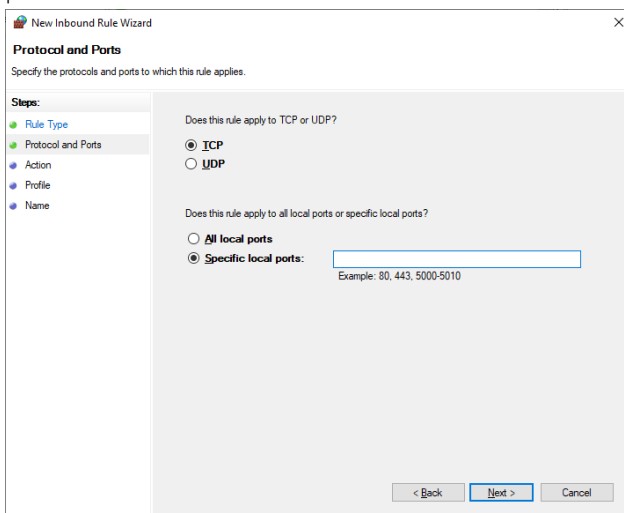 New Inbound Rule Wizard
Protocol and Ports
Specify the protocols and ports to which this rule applies.
Steps:
Rule Type
Protocol and Ports
Action
Profile
Name
Does this rule apply to TCP or UDP?
TCP
UDP
Does this rule apply to all local ports or specific local ports?
All local ports
Specific local ports:
Example: 80, 443, 5000-5010
< Back
Next >
Cancel